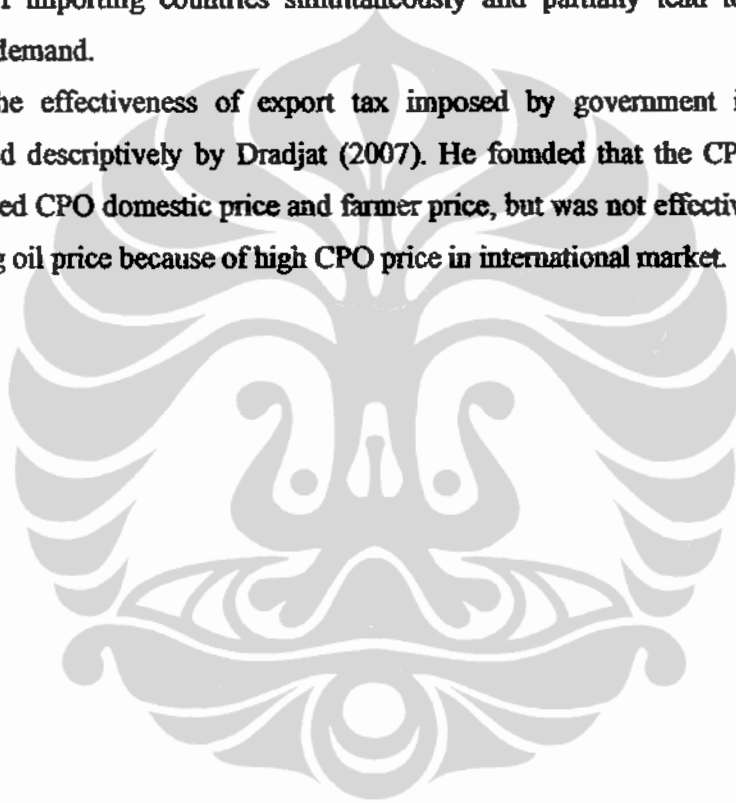 importing countries simultaneously and partially lead
demand.
he effectiveness of export tax imposed by government
d descriptively by Dradjat (2007). He founded that the CP
ed CPO domestic price and farmer price, but was not effectiv
g oil price because of high CPO price in international market.